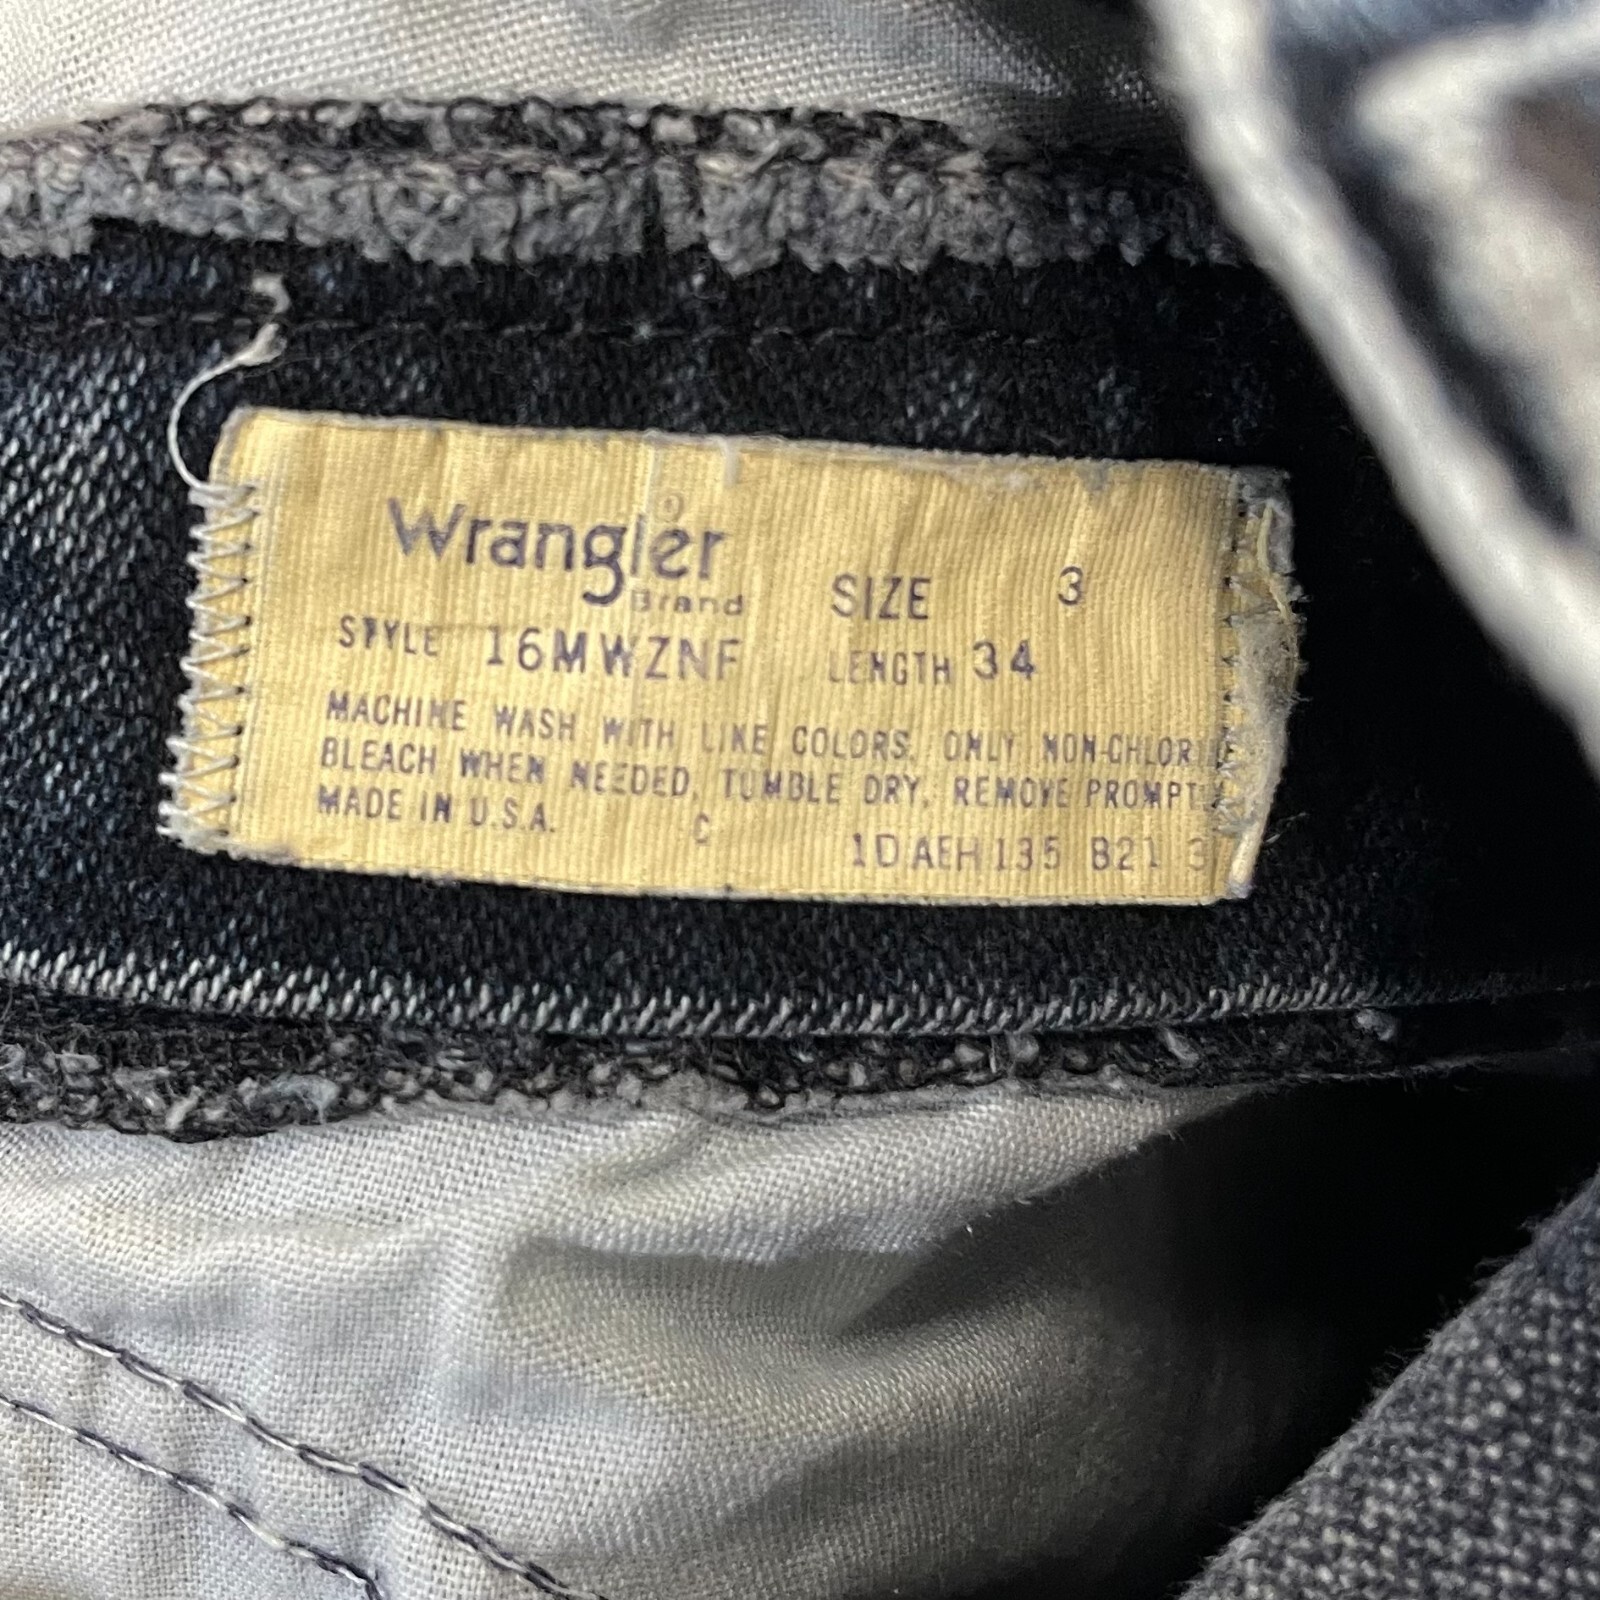 Wrangler®
Brand
SIZE 3
STYLE 16MWZNF LENGTH 34
MACHINE WASH WITH LIKE COLORS, ONLY NON-CHLORI
BLEACH WHEN NEEDED, TUMBLE DRY, REMOVE PROMPT
MADE IN U.S.A. C 1D AEH 135 B21 3